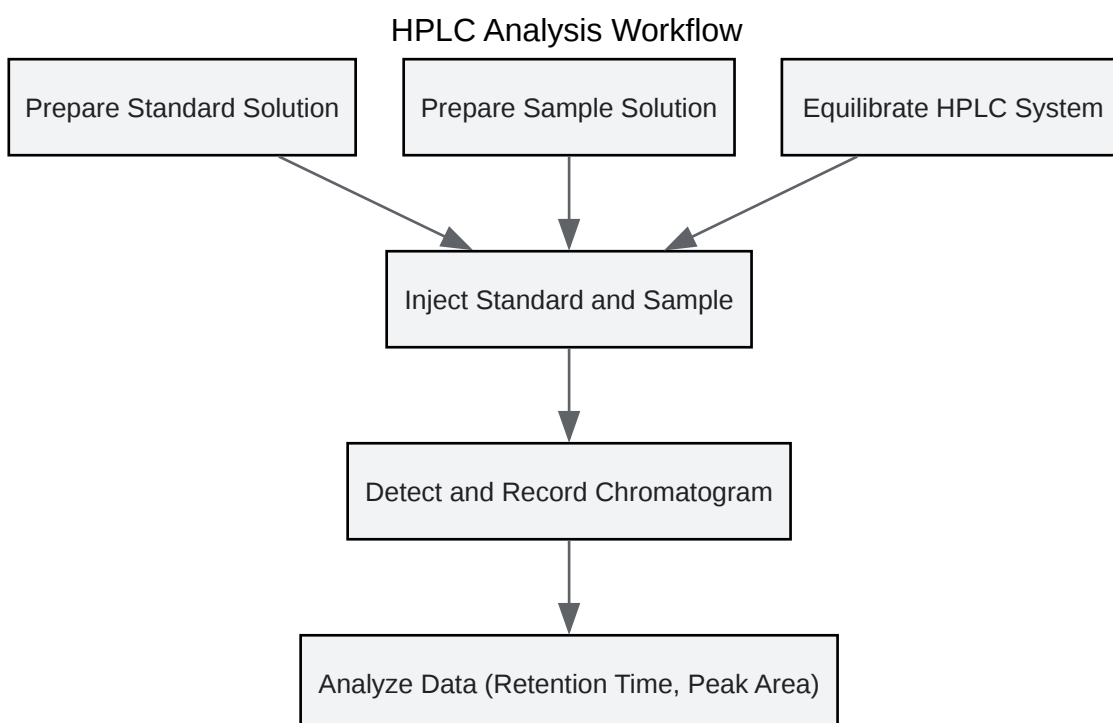 HPLC Analysis Workflow
Prepare Standard Solution
Prepare Sample Solution
Equilibrate HPLC System
Inject Standard and Sample
Detect and Record Chromatogram
Analyze Data (Retention Time, Peak Area)